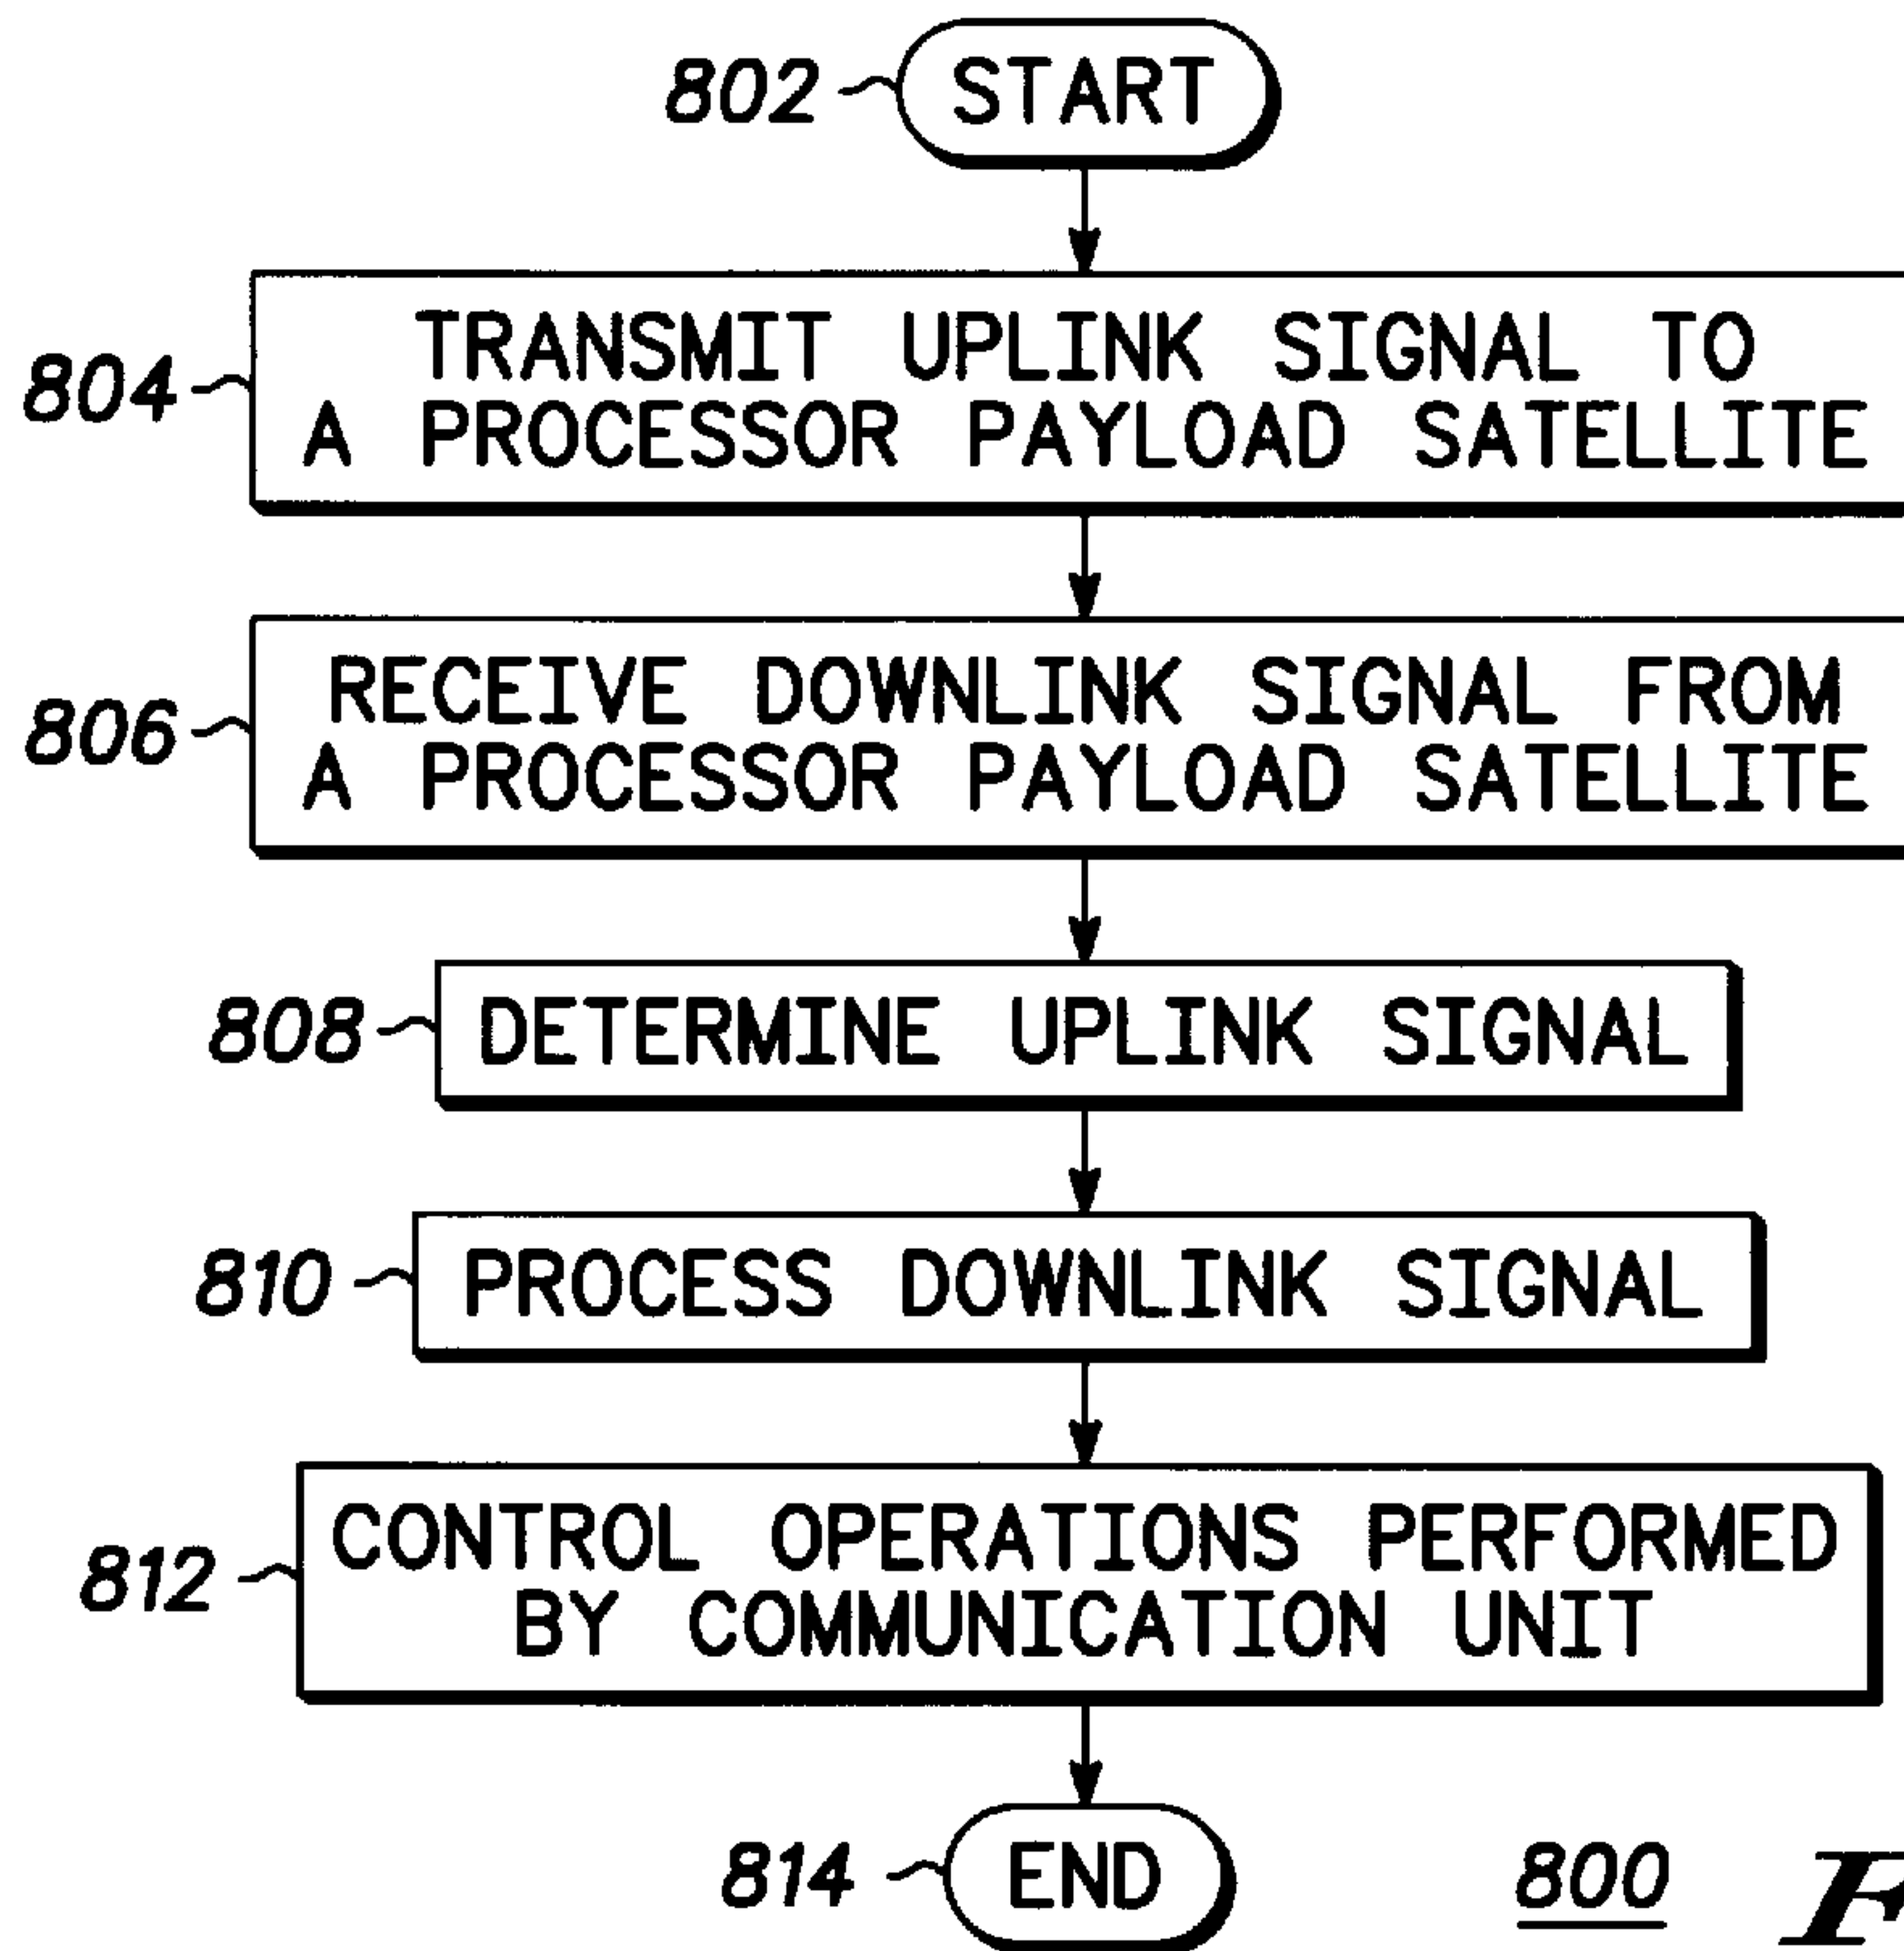 802 START
804 TRANSMIT UPLINK SIGNAL TO
A PROCESSOR PAYLOAD SATELLITE
806 RECEIVE DOWNLINK SIGNAL FROM
A PROCESSOR PAYLOAD SATELLITE
808 DETERMINE UPLINK SIGNAL
810 PROCESS DOWNLINK SIGNAL
812 CONTROL OPERATIONS PERFORMED
BY COMMUNICATION UNIT
814 END
800 F